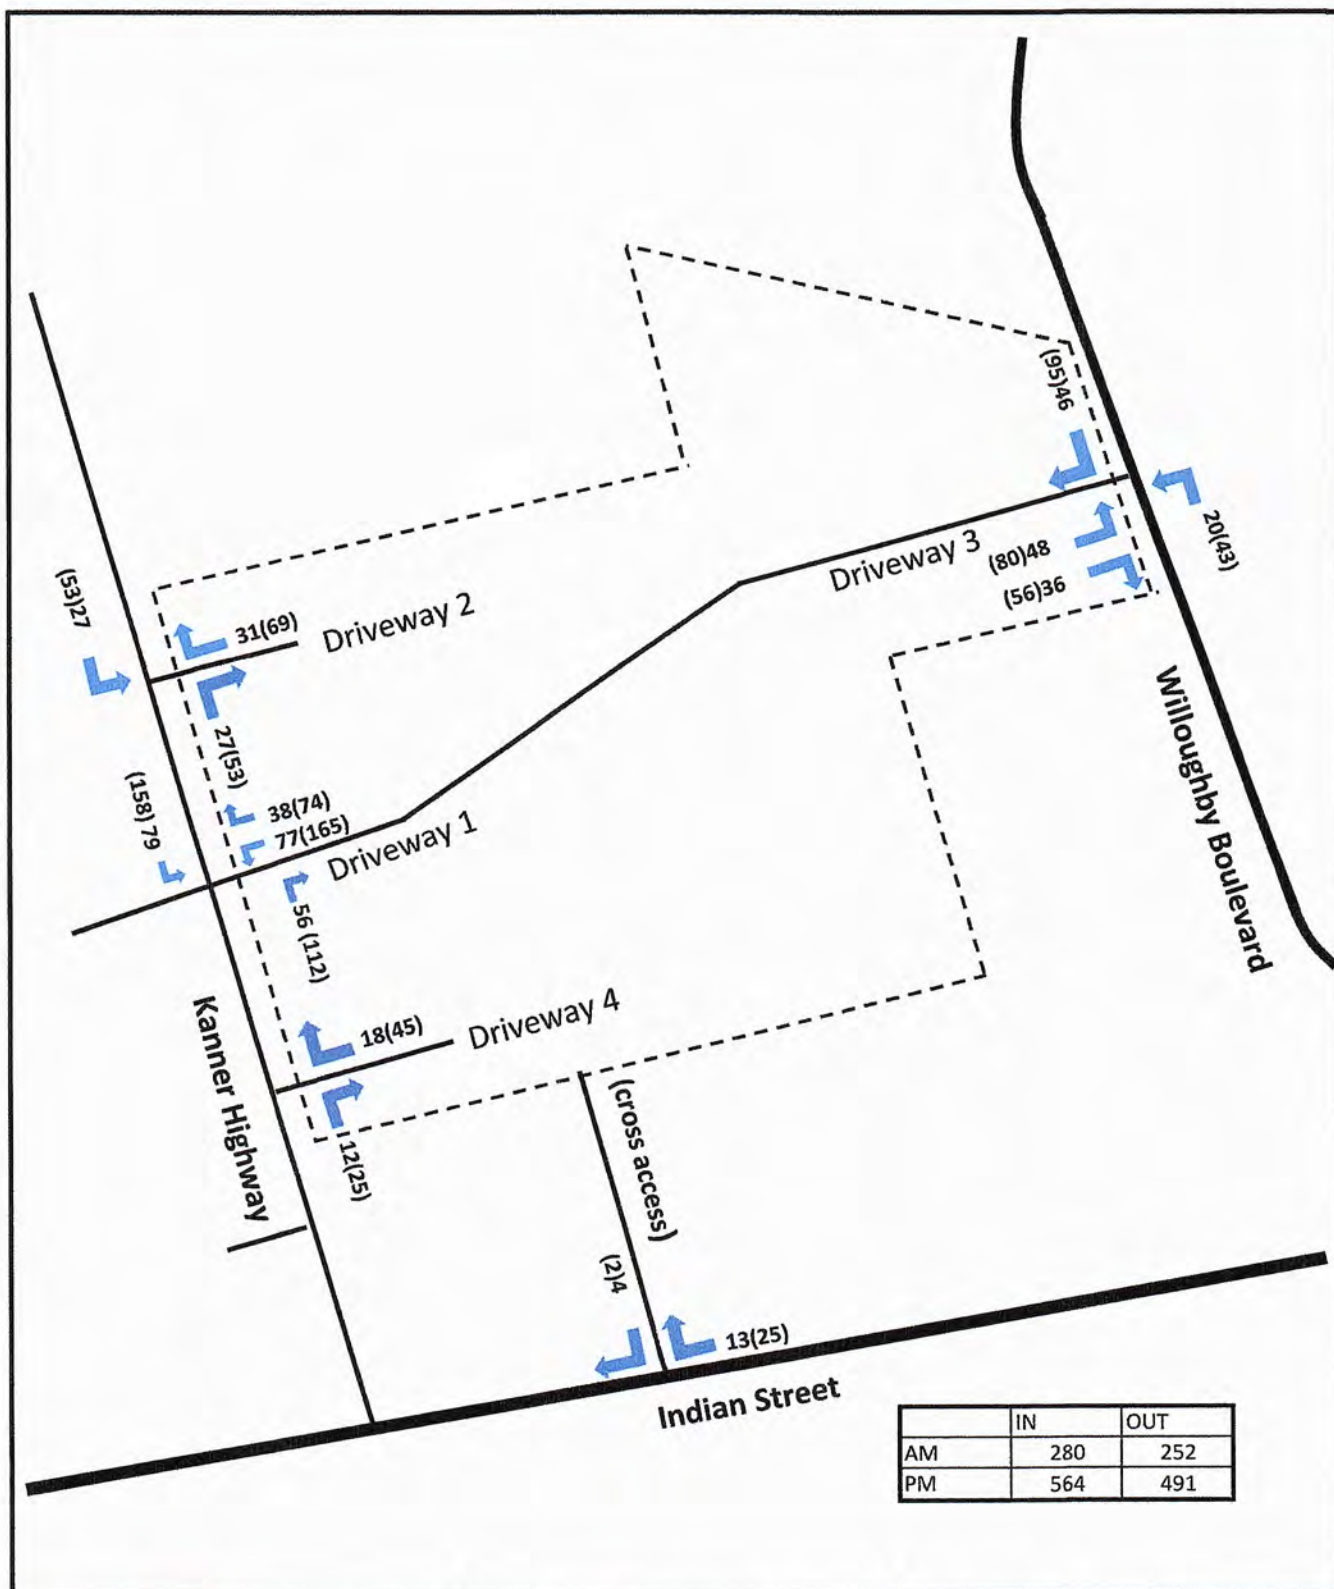 (95)46
20(43)
Driveway 3
(80)48
(56)36
(53)27
31(69)
Driveway 2
Willoughby Boulevard
27(53)
(158) 79
38(74)
77(165)
Driveway 1
56 (112)
Kanner Highway
18(45)
Driveway 4
12(25)
(cross access)
(2)4
13(25)
Indian Street
IN OUT
AM 280 252
PM 564 491